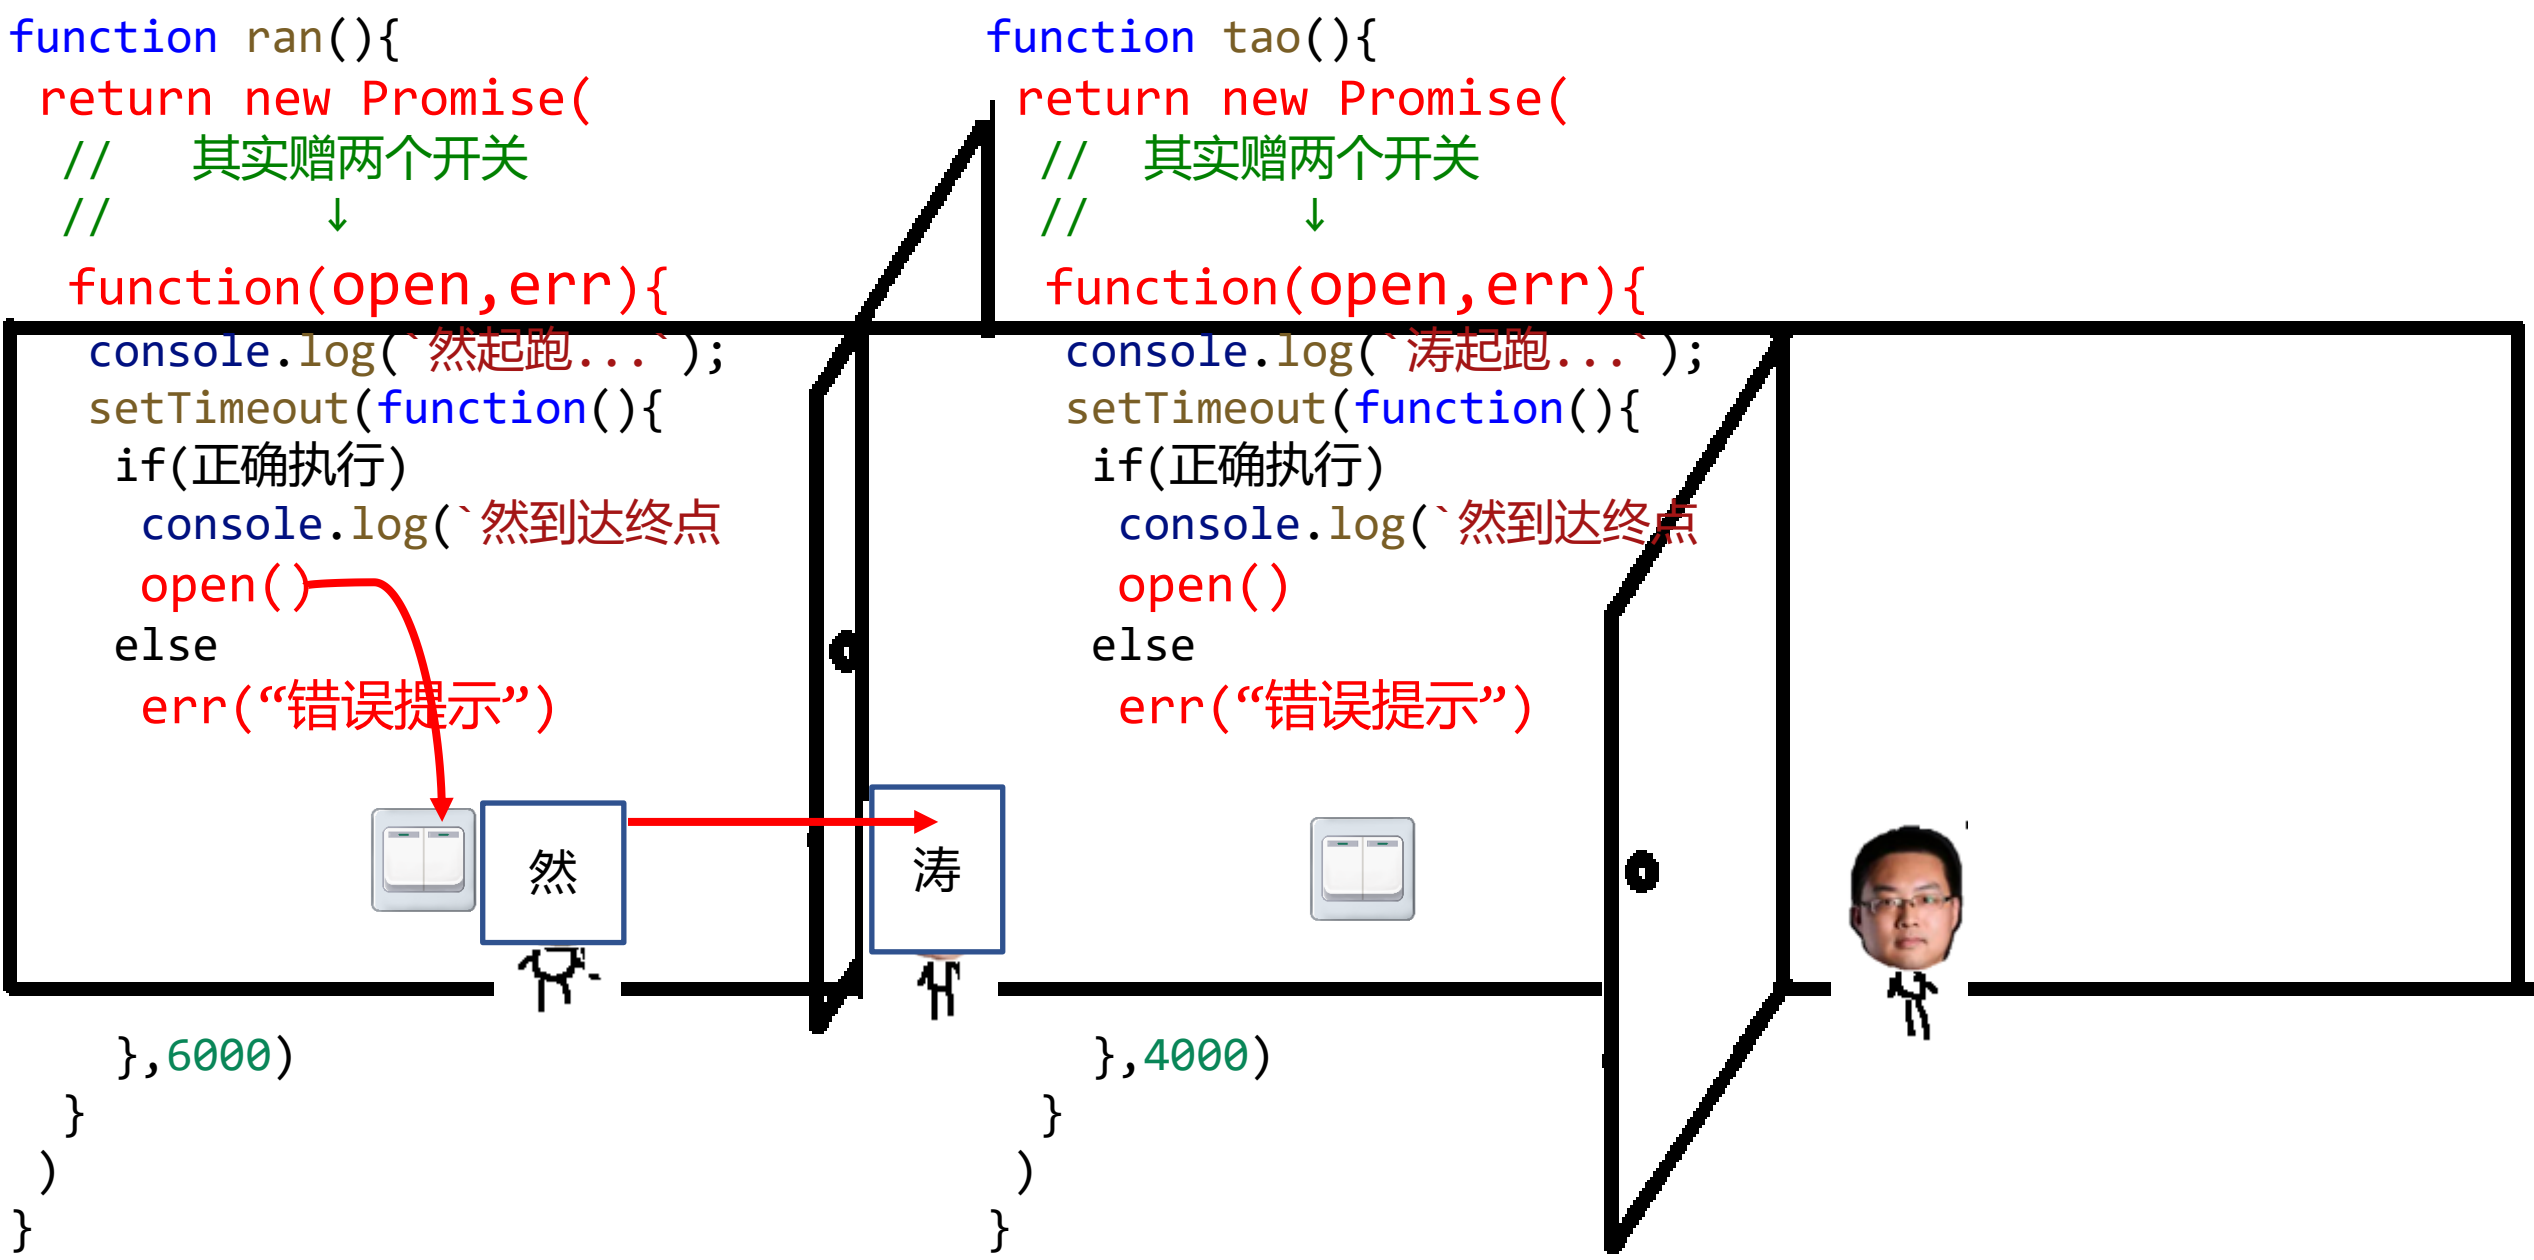 function ran(){
return new Promise(
// 其实赠两个开关
// ↓
function(open,err){
console.log(`然起跑...`);
setTimeout(function(){
if(正确执行)
console.log(`然到达终点
open()
else
err(“错误提示”)
然
},6000)
}
)
}
function tao(){
return new Promise(
// 其实赠两个开关
// ↓
function(open,err){
console.log(`涛起跑...`);
setTimeout(function(){
if(正确执行)
console.log(`然到达终点
open()
else
err(“错误提示”)
涛
},4000)
}
)
}